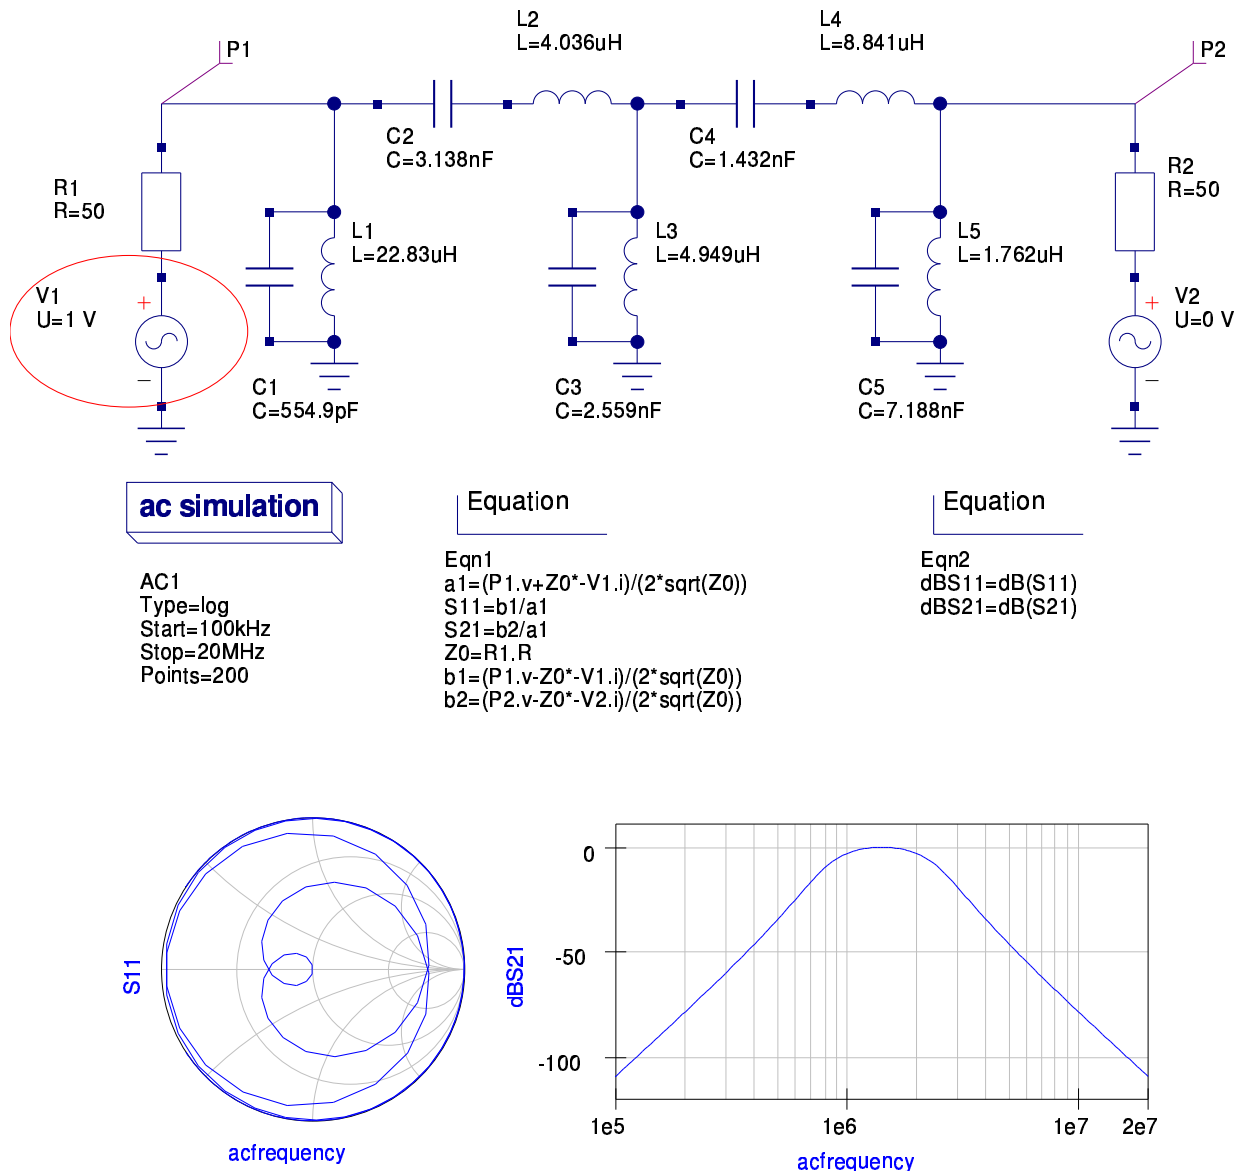 P1
L2
L=4.036uH
L4
L=8.841uH
P2
C2
C=3.138nF
C4
C=1.432nF
R1
R=50
R2
R=50
L1
L=22.83uH
L3
L=4.949uH
L5
L=1.762uH
V1
U=1 V
+
−
V2
U=0 V
+
−
C1
C=554.9pF
C3
C=2.559nF
C5
C=7.188nF
ac simulation
AC1
Type=log
Start=100kHz
Stop=20MHz
Points=200
Equation
Eqn1
a1=(P1.v+Z0*-V1.i)/(2*sqrt(Z0))
S11=b1/a1
S21=b2/a1
Z0=R1.R
b1=(P1.v-Z0*-V1.i)/(2*sqrt(Z0))
b2=(P2.v-Z0*-V2.i)/(2*sqrt(Z0))
Equation
Eqn2
dBS11=dB(S11)
dBS21=dB(S21)
S11
acfrequency
dBS21
0
-50
-100
1e5
1e6
1e7
2e7
acfrequency